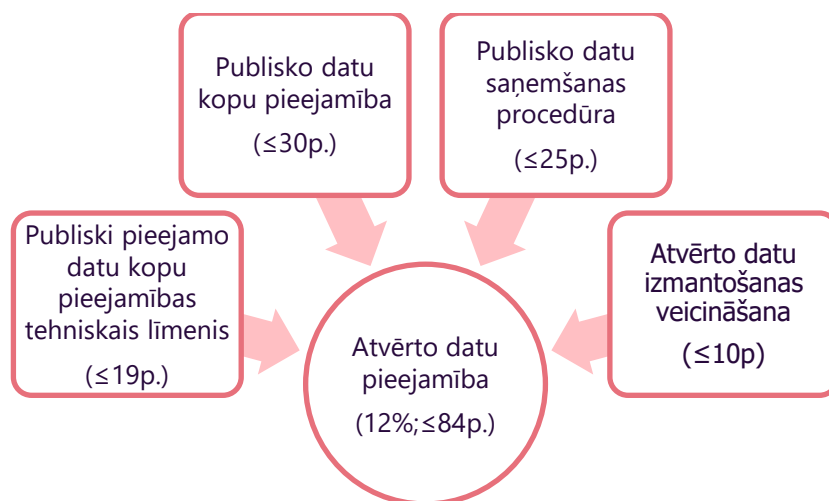 Publisko datu
kopu pieejamība
(≤30p.)
Publisko datu
saņemšanas
procedūra
(≤25p.)
Publiski pieejamo
datu kopu
pieejamības
tehniskais līmenis
(≤19p.)
Atvērto datu
izmantošanas
veicināšana
(≤10p)
Atvērto datu
pieejamība
(12%;≤84p.)